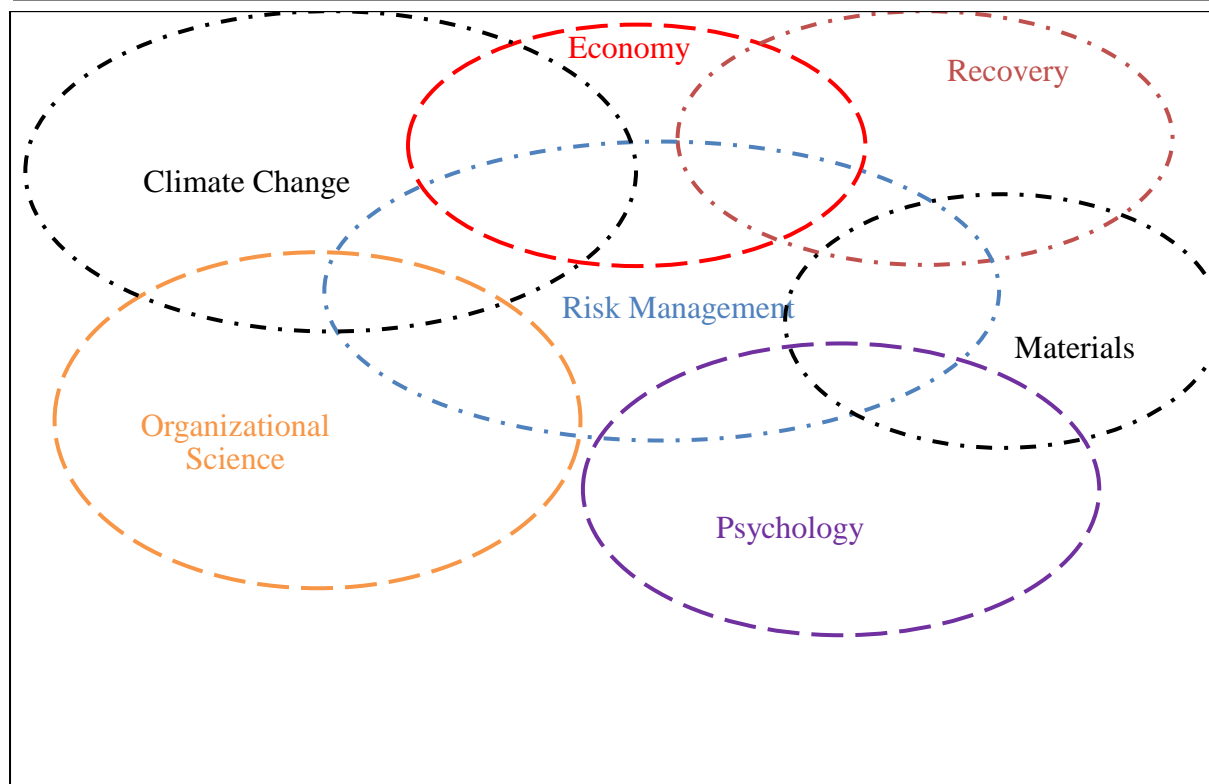 Economy
Recovery
Climate Change
Risk Management
Materials
Organizational
Science
Psychology